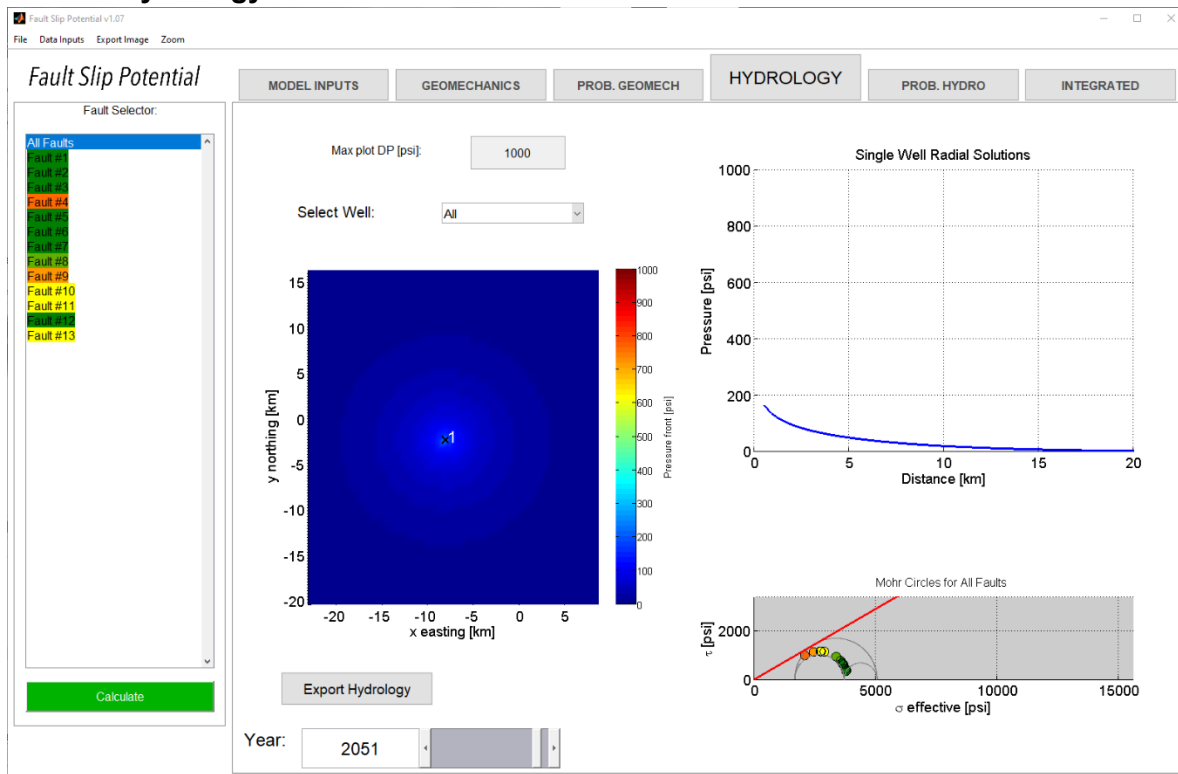 Fault Slip Potential v1.07
File Data Inputs Export Image Zoom
Fault Slip Potential
MODEL INPUTS GEOMECHANICS PROB. GEOMECH HYDROLOGY PROB. HYDRO INTEGRATED
Fault Selector:
All Faults
Fault #1
Fault #2
Fault #3
Fault #4
Fault #5
Fault #6
Fault #7
Fault #8
Fault #9
Fault #10
Fault #11
Fault #12
Fault #13
Calculate
Max plot DP [psi]: 1000
Select Well: All
15
10
5
0
-5
-10
-15
-20
y northing [km]
-20 -15 -10 -5 0 5
x easting [km]
1
1000
900
800
700
600
500
400
300
200
100
0
Pressure front [psi]
Export Hydrology
Year: 2051
Single Well Radial Solutions
1000
800
600
400
200
0
Pressure [psi]
0 5 10 15 20
Distance [km]
Mohr Circles for All Faults
2000
0
τ [psi]
0 5000 10000 15000
σ effective [psi]